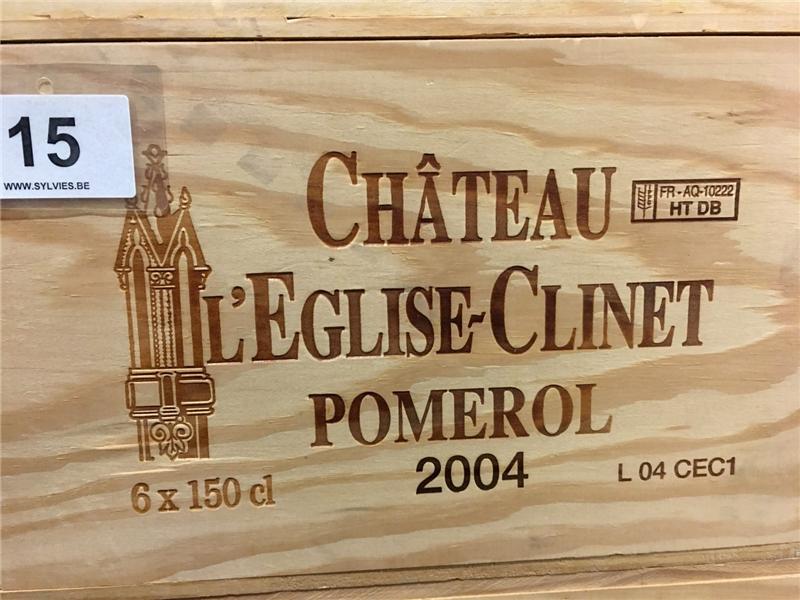 15
WWW.SYLVIES.BE
CHÂTEAU
FR-AQ-10222
HT DB
L'EGLISE-CLINET
POMEROL
2004
6 x 150 cl
L 04 CEC1